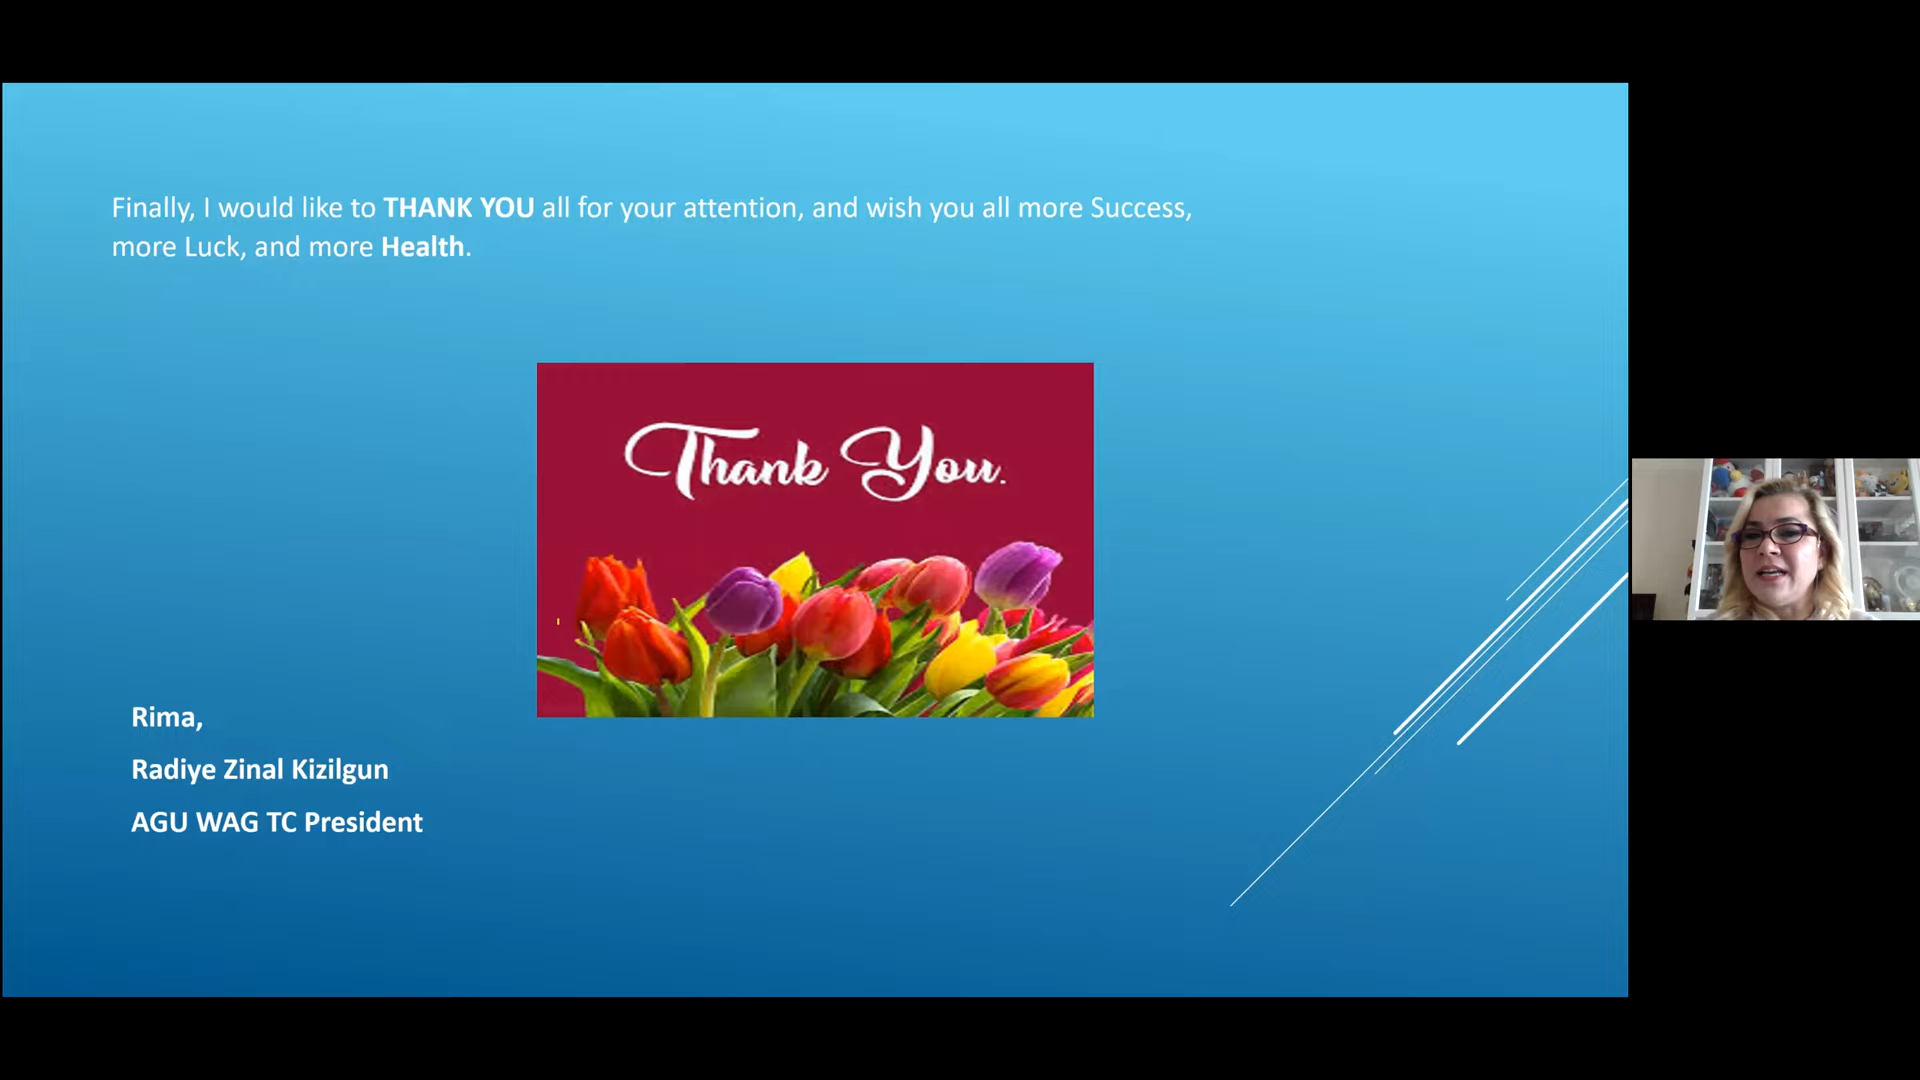 Finally, I would like to THANK YOU all for your attention, and wish you all more Success,
more Luck, and more Health.
Thank You.
Rima,
Radiye Zinal Kizilgun
AGU WAG TC President